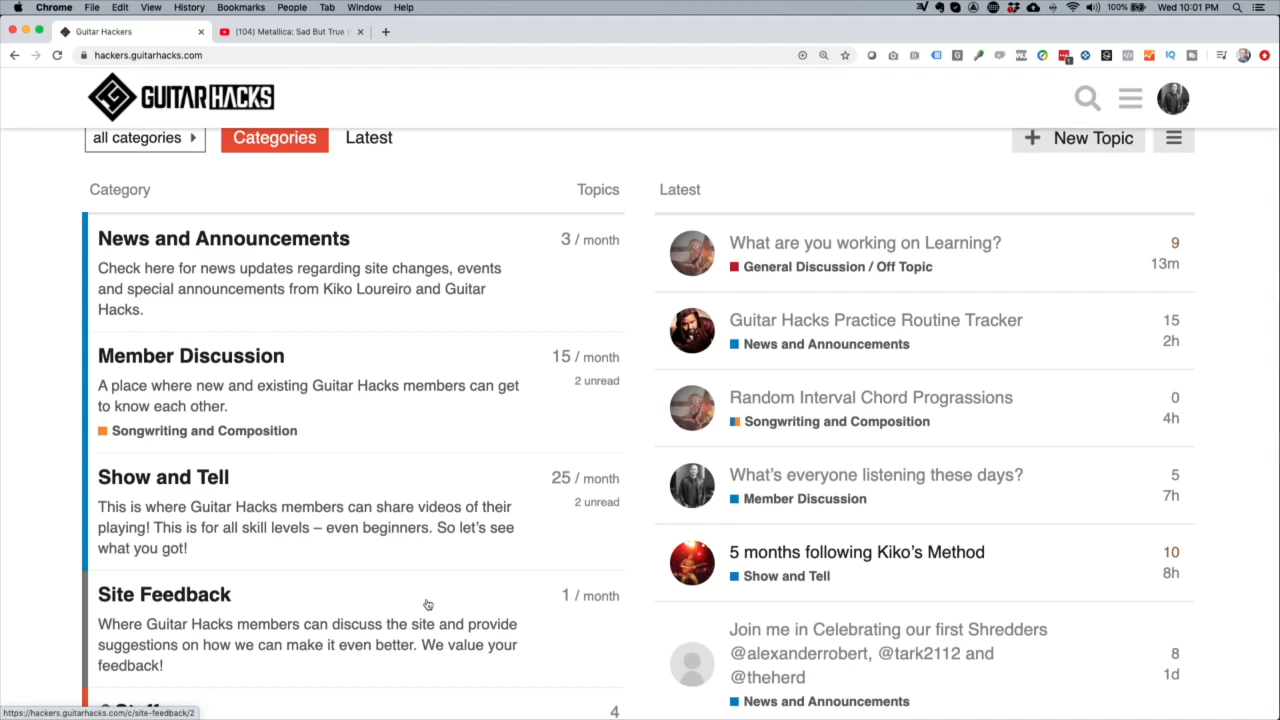 Chrome File Edit View History Bookmarks People Tab Window Help
100% Wed 10:01 PM
Guitar Hackers
(104) Metallica: Sad But True
hackers.guitarhacks.com
GUITAR HACKS
all categories
Categories
Latest
+ New Topic
Category Topics
Latest
News and Announcements
3 / month
Check here for news updates regarding site changes, events
and special announcements from Kiko Loureiro and Guitar
Hacks.
Member Discussion
15 / month
2 unread
A place where new and existing Guitar Hacks members can get
to know each other.
Songwriting and Composition
Show and Tell
25 / month
2 unread
This is where Guitar Hacks members can share videos of their
playing! This is for all skill levels – even beginners. So let's see
what you got!
Site Feedback
1 / month
Where Guitar Hacks members can discuss the site and provide
suggestions on how we can make it even better. We value your
feedback!
Staff
4
What are you working on Learning?
9
General Discussion / Off Topic
13m
Guitar Hacks Practice Routine Tracker
15
News and Announcements
2h
Random Interval Chord Prograssions
0
Songwriting and Composition
4h
What's everyone listening these days?
5
Member Discussion
7h
5 months following Kiko's Method
10
Show and Tell
8h
Join me in Celebrating our first Shredders
@alexanderrobert, @tark2112 and
@theherd
8
1d
News and Announcements
https://hackers.guitarhacks.com/c/site-feedback/2